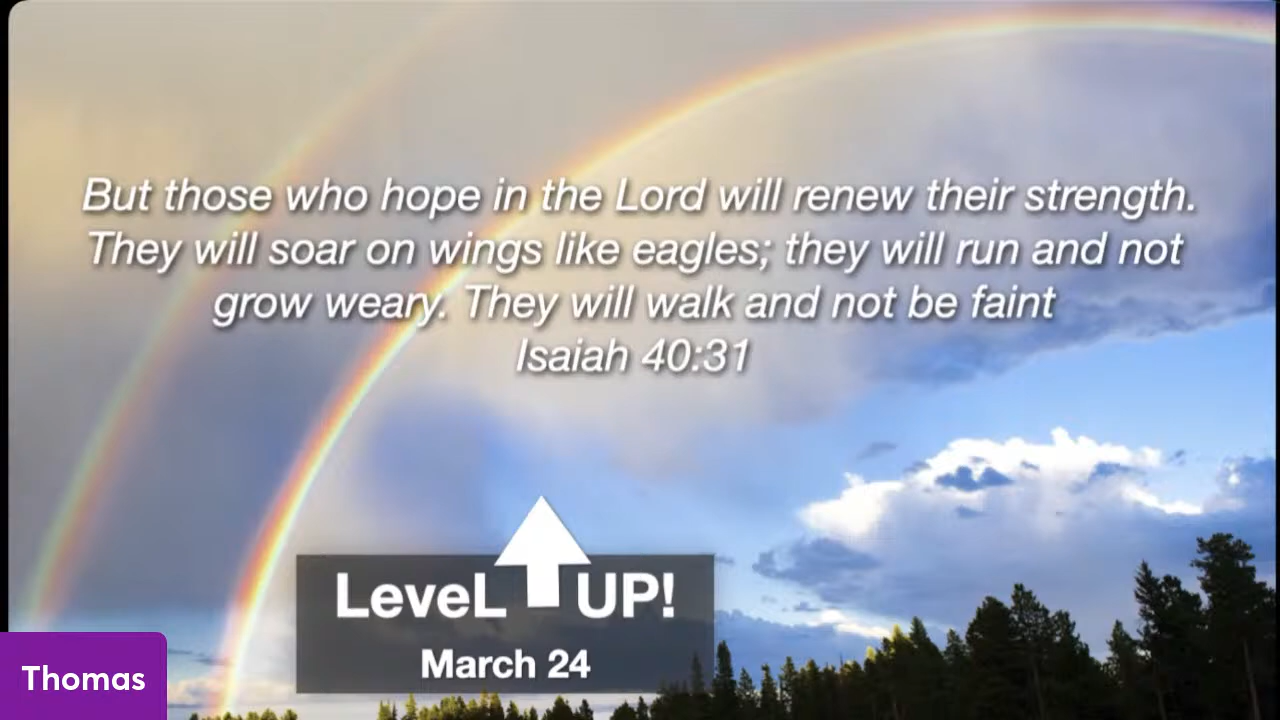 But those who hope in the Lord will renew their strength.
They will soar on wings like eagles; they will run and not
grow weary. They will walk and not be faint
Isaiah 40:31
LeveL UP!
March 24
Thomas